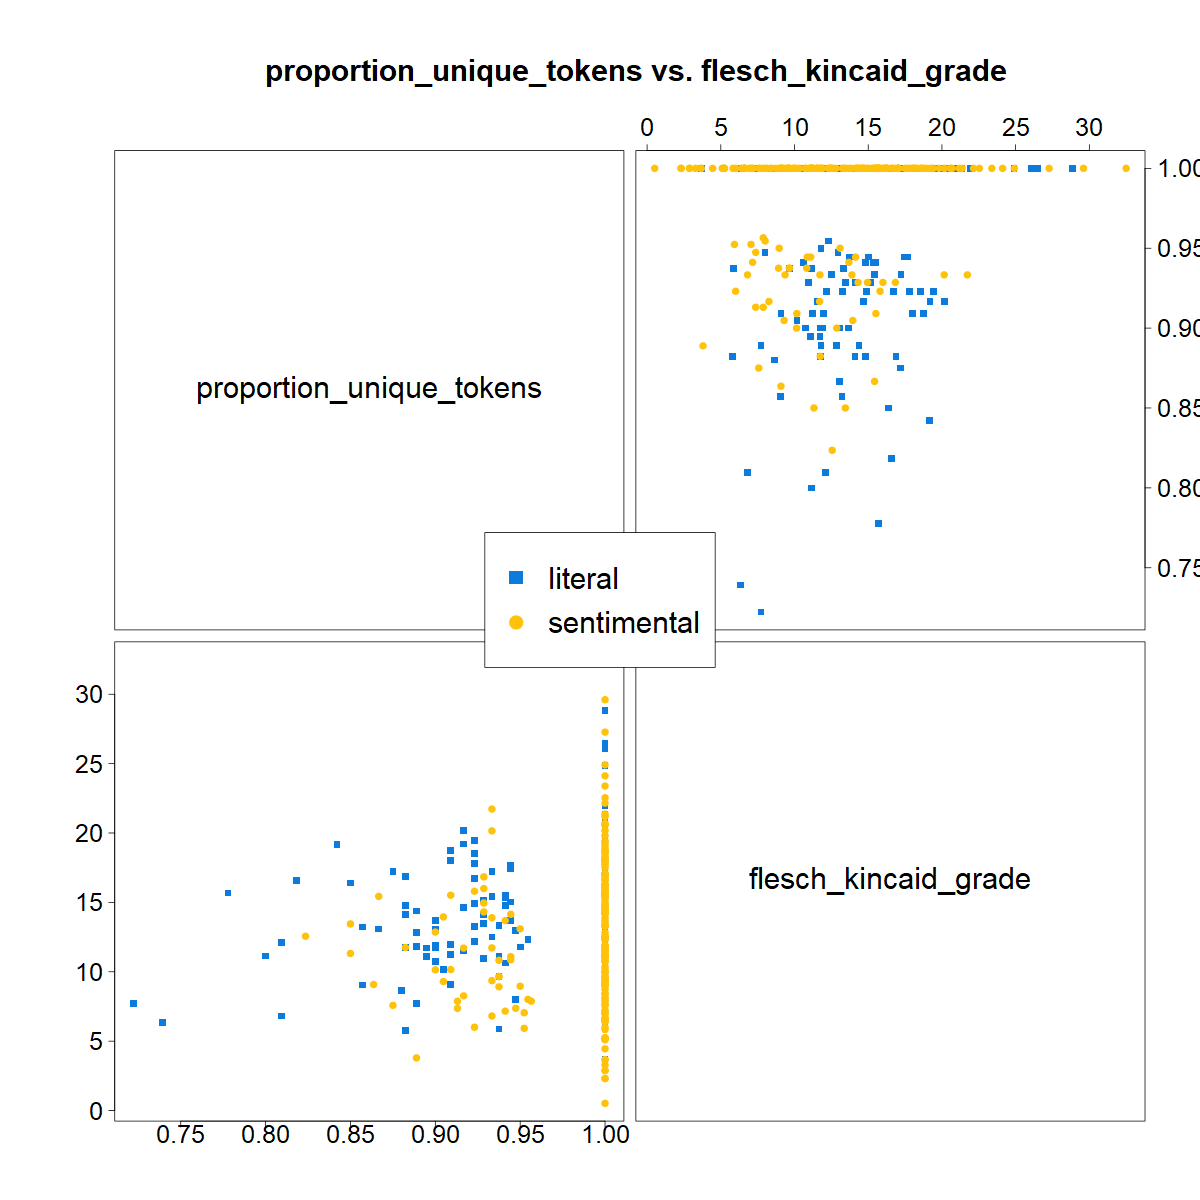 proportion_unique_tokens vs. flesch_kincaid_grade
0 5 10 15 20 25 30
1.00
0.95
0.90
0.85
0.80
0.75
proportion_unique_tokens
literal
sentimental
30
25
20
15
10
5
0
flesch_kincaid_grade
0.75 0.80 0.85 0.90 0.95 1.00